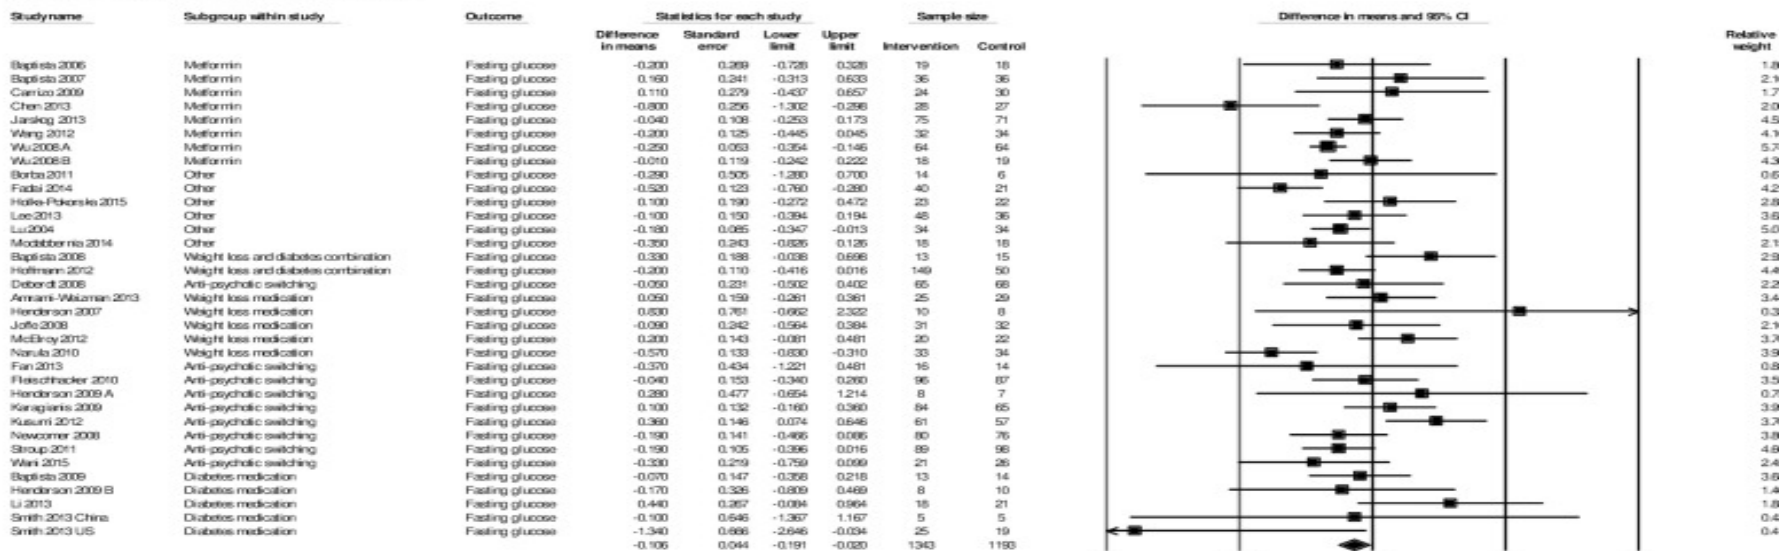 Study name Subgroup within study Outcome Statistics for each study Sample size Difference in means and 95% CI
Difference in means Standard error Lower limit Upper limit Intervention Control Relative weight
Baptista 2006 Metformin Fasting glucose -0.200 0.269 -0.728 0.328 19 18 1.8
Baptista 2007 Metformin Fasting glucose 0.160 0.241 -0.313 0.633 36 36 2.1
Carrizo 2009 Metformin Fasting glucose 0.110 0.279 -0.437 0.657 24 30 1.7
Chen 2013 Metformin Fasting glucose -0.800 0.256 -1.302 -0.298 28 27 2.0
Jarskog 2013 Metformin Fasting glucose -0.040 0.108 -0.253 0.173 75 71 4.5
Wang 2012 Metformin Fasting glucose -0.200 0.125 -0.445 0.045 32 34 4.1
Wu 2008 A Metformin Fasting glucose -0.250 0.053 -0.354 -0.146 64 64 5.7
Wu 2008 B Metformin Fasting glucose -0.010 0.119 -0.242 0.222 18 19 4.3
Borba 2011 Other Fasting glucose -0.290 0.505 -1.280 0.700 14 6 0.6
Fadai 2014 Other Fasting glucose -0.520 0.123 -0.760 -0.280 40 21 4.2
Holka-Pokorska 2015 Other Fasting glucose 0.100 0.190 -0.272 0.472 23 22 2.8
Lee 2013 Other Fasting glucose -0.100 0.150 -0.394 0.194 48 36 3.6
Lu 2004 Other Fasting glucose -0.180 0.085 -0.347 -0.013 34 34 5.0
Modabbernia 2014 Other Fasting glucose -0.350 0.243 -0.826 0.126 18 18 2.1
Baptista 2008 Weight loss and diabetes combination Fasting glucose 0.330 0.188 -0.038 0.698 13 15 2.9
Hoffmann 2012 Weight loss and diabetes combination Fasting glucose -0.200 0.110 -0.416 0.016 149 50 4.4
Deberdt 2008 Anti-psychotic switching Fasting glucose -0.050 0.231 -0.502 0.402 65 68 2.2
Amrami-Weizman 2013 Weight loss medication Fasting glucose 0.050 0.159 -0.261 0.361 25 29 3.4
Henderson 2007 Weight loss medication Fasting glucose 0.830 0.761 -0.662 2.322 10 8 0.3
Joffe 2008 Weight loss medication Fasting glucose -0.090 0.242 -0.564 0.384 31 32 2.1
McElroy 2012 Weight loss medication Fasting glucose 0.200 0.143 -0.081 0.481 20 22 3.7
Narula 2010 Weight loss medication Fasting glucose -0.570 0.133 -0.830 -0.310 33 34 3.9
Fan 2013 Anti-psychotic switching Fasting glucose -0.370 0.434 -1.221 0.481 16 14 0.8
Fleischhacker 2010 Anti-psychotic switching Fasting glucose -0.040 0.153 -0.340 0.260 96 87 3.5
Henderson 2009 A Anti-psychotic switching Fasting glucose 0.280 0.477 -0.654 1.214 8 7 0.7
Karagianis 2009 Anti-psychotic switching Fasting glucose 0.100 0.132 -0.160 0.360 84 65 3.9
Kusumi 2012 Anti-psychotic switching Fasting glucose 0.360 0.146 0.074 0.646 61 57 3.7
Newcomer 2008 Anti-psychotic switching Fasting glucose -0.190 0.141 -0.466 0.086 80 76 3.8
Stroup 2011 Anti-psychotic switching Fasting glucose -0.190 0.105 -0.396 0.016 89 98
Wani 2015 Anti-psychotic switching Fasting glucose -0.330 0.219 -0.759 0.099 21 26 2.4
Baptista 2009 Diabetes medication Fasting glucose -0.070 0.147 -0.358 0.218 13 14 3.6
Henderson 2009 B Diabetes medication Fasting glucose -0.170 0.326 -0.809 0.469 8 10 1.4
Li 2013 Diabetes medication Fasting glucose 0.440 0.267 -0.084 0.964 18 21 1.8
Smith 2013 China Diabetes medication Fasting glucose -0.100 0.646 -1.367 1.167 5 5 0.4
Smith 2013 US Diabetes medication Fasting glucose -1.340 0.666 -2.646 -0.034 25 19 0.4
-0.106 0.044 -0.191 -0.020 1343 1193